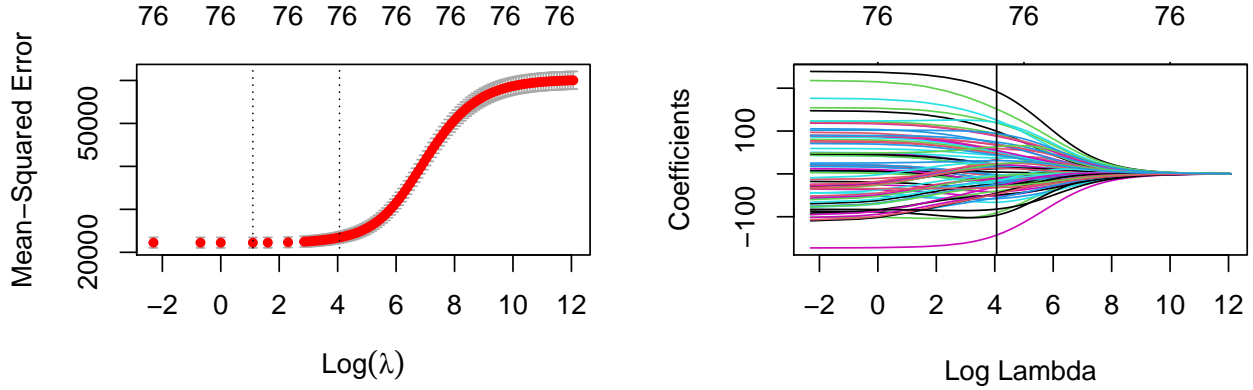 76 76 76 76 76 76 76 76
Mean−Squared Error
20000 50000
−2 0 2 4 6 8 10 12
Log(λ)
76 76 76
Coefficients
−100 100
−2 0 2 4 6 8 10 12
Log Lambda